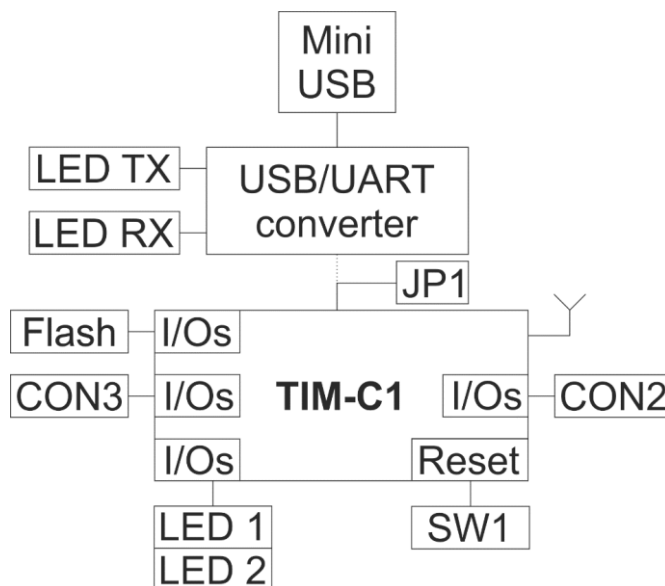 Mini
USB
LED TX
USB/UART
converter
LED RX
JP1
Flash
I/Os
CON3
I/Os
TIM-C1
I/Os
CON2
I/Os
Reset
LED 1
SW1
LED 2